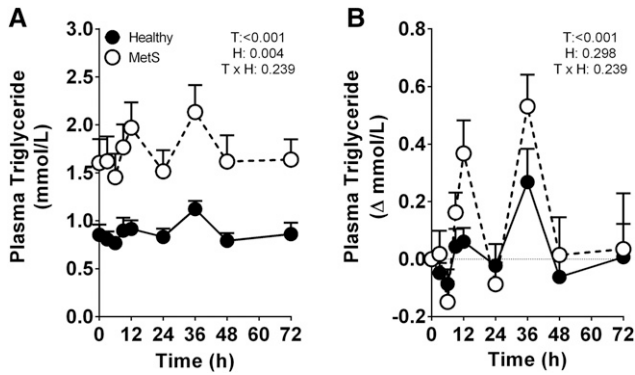 A
Plasma Triglyceride
(mmol/L)
3.0
2.5
2.0
1.5
1.0
0.5
0.0
Healthy
MetS
T:<0.001
H: 0.004
T x H: 0.239
0 12 24 36 48 60 72
Time (h)
B
Plasma Triglyceride
(Δ mmol/L)
0.8
0.6
0.4
0.2
0.0
-0.2
T:<0.001
H: 0.298
T x H: 0.239
0 12 24 36 48 60 72
Time (h)